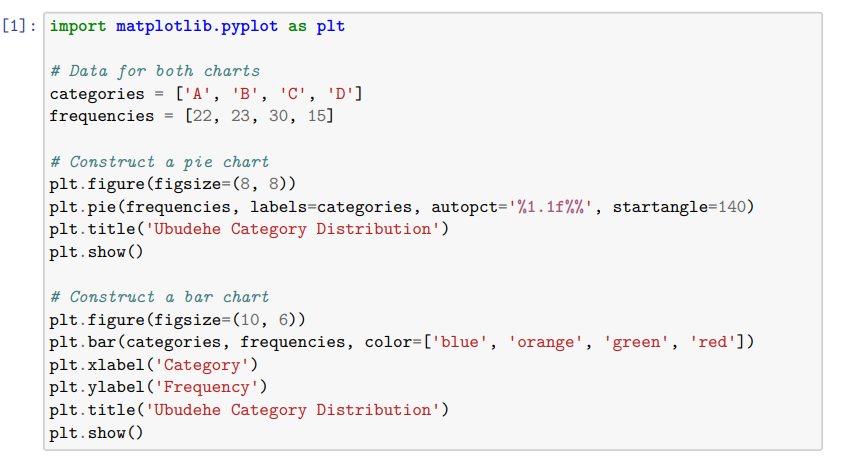 [1]: import matplotlib.pyplot as plt
# Data for both charts
categories = ['A', 'B', 'C', 'D']
frequencies = [22, 23, 30, 15]
# Construct a pie chart
plt.figure(figsize=(8, 8))
plt.pie(frequencies, labels=categories, autopct='%1.1f%%', startangle=140)
plt.title('Ubudehe Category Distribution')
plt.show()
# Construct a bar chart
plt.figure(figsize=(10, 6))
plt.bar(categories, frequencies, color=['blue', 'orange', 'green', 'red'])
plt.xlabel('Category')
plt.ylabel('Frequency')
plt.title('Ubudehe Category Distribution')
plt.show()